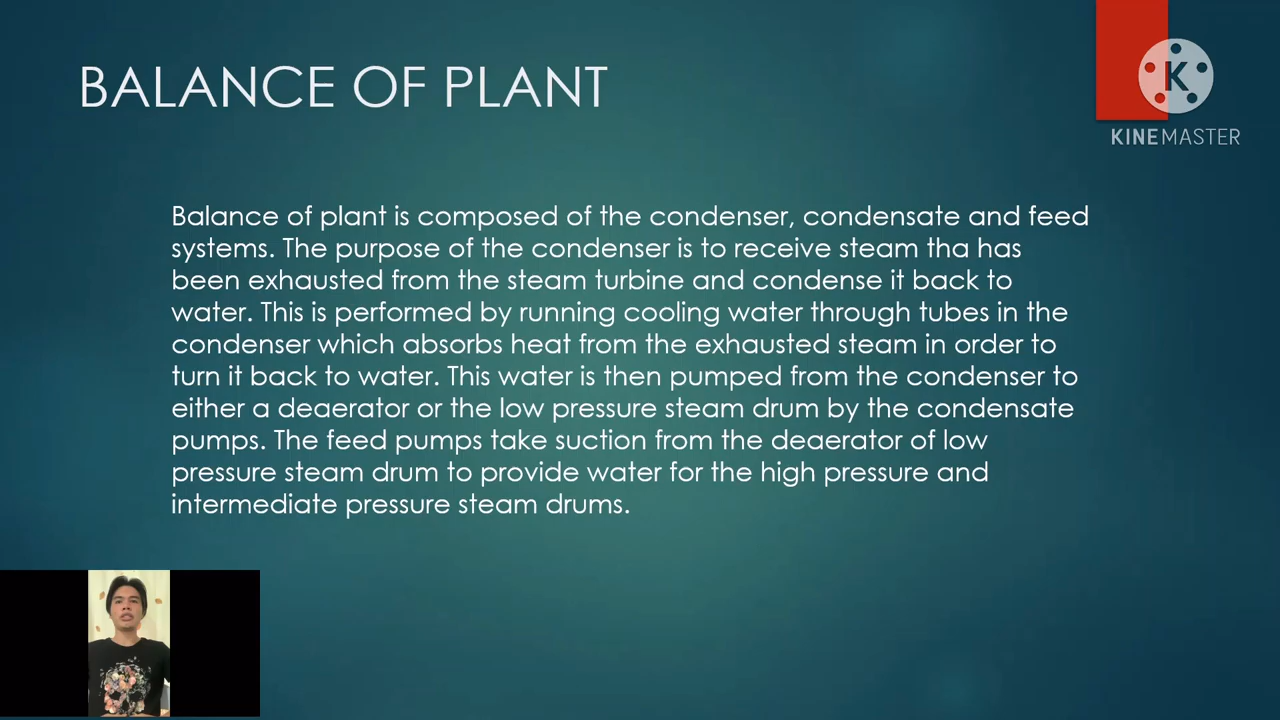 BALANCE OF PLANT
K
KINEMASTER
Balance of plant is composed of the condenser, condensate and feed
systems. The purpose of the condenser is to receive steam tha has
been exhausted from the steam turbine and condense it back to
water. This is performed by running cooling water through tubes in the
condenser which absorbs heat from the exhausted steam in order to
turn it back to water. This water is then pumped from the condenser to
either a deaerator or the low pressure steam drum by the condensate
pumps. The feed pumps take suction from the deaerator of low
pressure steam drum to provide water for the high pressure and
intermediate pressure steam drums.